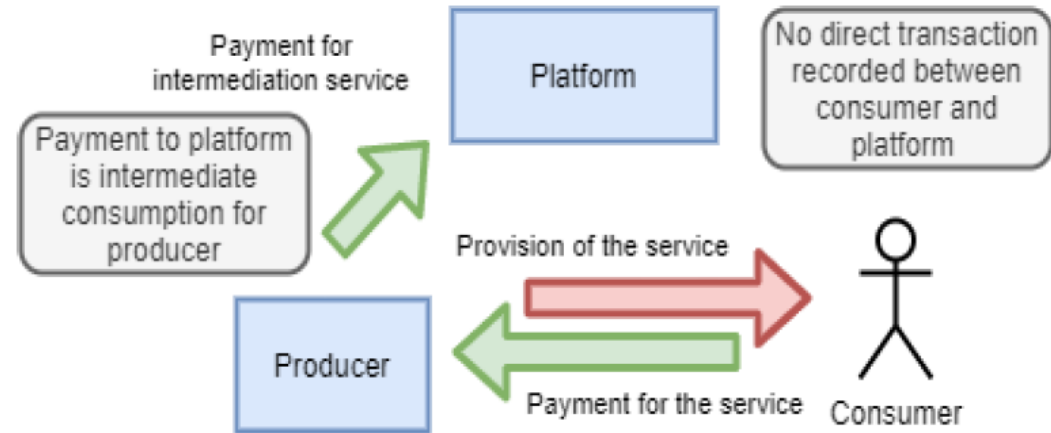 Payment for
intermediation service
Platform
No direct transaction
recorded between
consumer and
platform
Payment to platform
is intermediate
consumption for
producer
Provision of the service
Producer
Payment for the service
Consumer